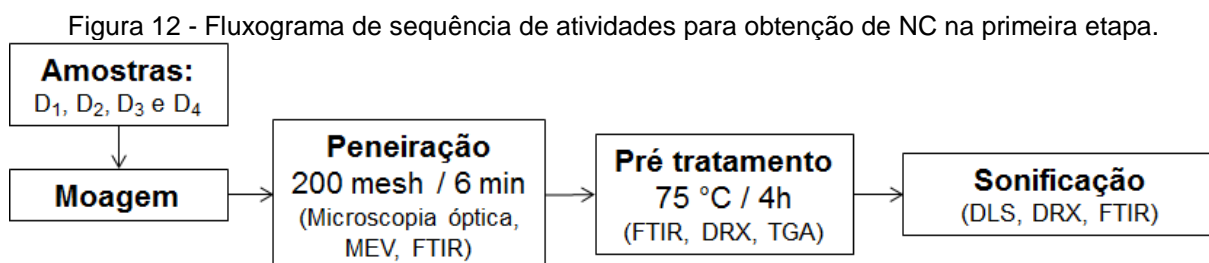 Figura 12 - Fluxograma de sequência de atividades para obtenção de NC na primeira etapa.
Amostras:
D₁, D₂, D₃ e D₄
Moagem
Peneiração
200 mesh / 6 min
(Microscopia óptica,
MEV, FTIR)
Pré tratamento
75 °C / 4h
(FTIR, DRX, TGA)
Sonificação
(DLS, DRX, FTIR)